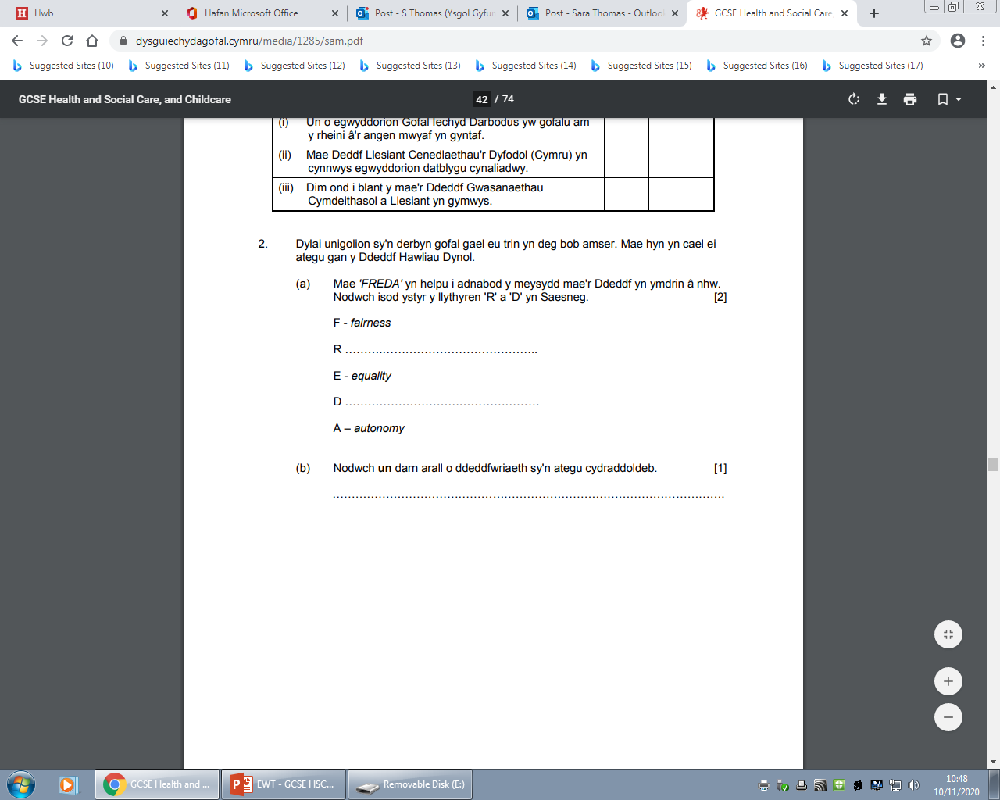 Hwb
Hafan Microsoft Office
Post - S Thomas (Ysgol Gyfun
Post - Sara Thomas - Outlook
GCSE Health and Social Care
dysguiechydagofal.cymru/media/1285/sam.pdf
Suggested Sites (10) Suggested Sites (11) Suggested Sites (12) Suggested Sites (13) Suggested Sites (14) Suggested Sites (15) Suggested Sites (16) Suggested Sites (17) »
GCSE Health and Social Care, and Childcare 42 / 74
(i) Un o egwyddorion Gofal Iechyd Darbodus yw gofalu am
y rheini â'r angen mwyaf yn gyntaf.
(ii) Mae Deddf Llesiant Cenedlaethau'r Dyfodol (Cymru) yn
cynnwys egwyddorion datblygu cynaliadwy.
(iii) Dim ond i blant y mae'r Ddeddf Gwasanaethau
Cymdeithasol a Llesiant yn gymwys.
2. Dylai unigolion sy'n derbyn gofal gael eu trin yn deg bob amser. Mae hyn yn cael ei
ategu gan y Ddeddf Hawliau Dynol.
(a) Mae 'FREDA' yn helpu i adnabod y meysydd mae'r Ddeddf yn ymdrin â nhw.
Nodwch isod ystyr y llythyren 'R' a 'D' yn Saesneg. [2]
F - fairness
R ………………………………………..
E - equality
D ……………………………………………
A – autonomy
(b) Nodwch un darn arall o ddeddfwriaeth sy'n ategu cydraddoldeb. [1]
………………………………………………………………………………………….
GCSE Health and ...
EWT - GCSE HSC...
Removable Disk (E:)
10:48
10/11/2020